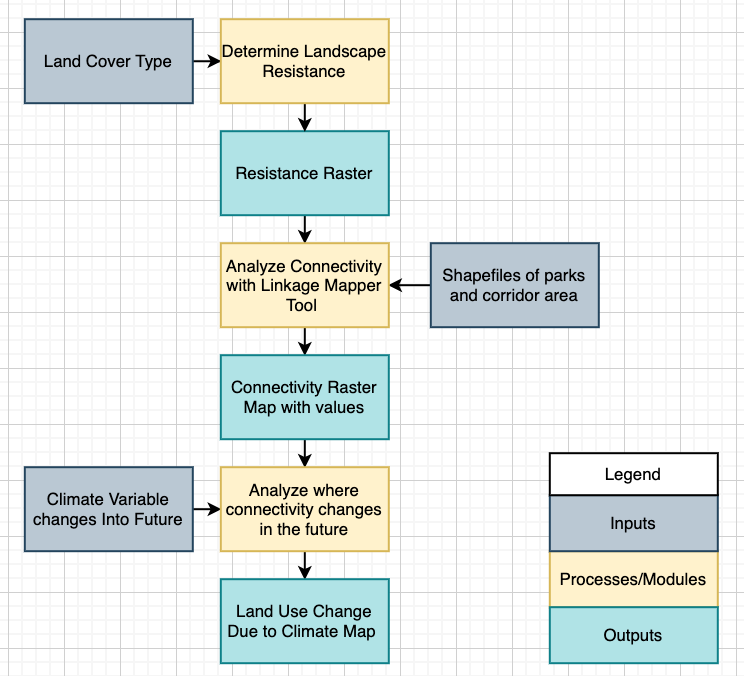 Land Cover Type
Determine Landscape
Resistance
Resistance Raster
Analyze Connectivity
with Linkage Mapper
Tool
Shapefiles of parks
and corridor area
Connectivity Raster
Map with values
Climate Variable
changes Into Future
Analyze where
connectivity changes
in the future
Land Use Change
Due to Climate Map
Legend
Inputs
Processes/Modules
Outputs